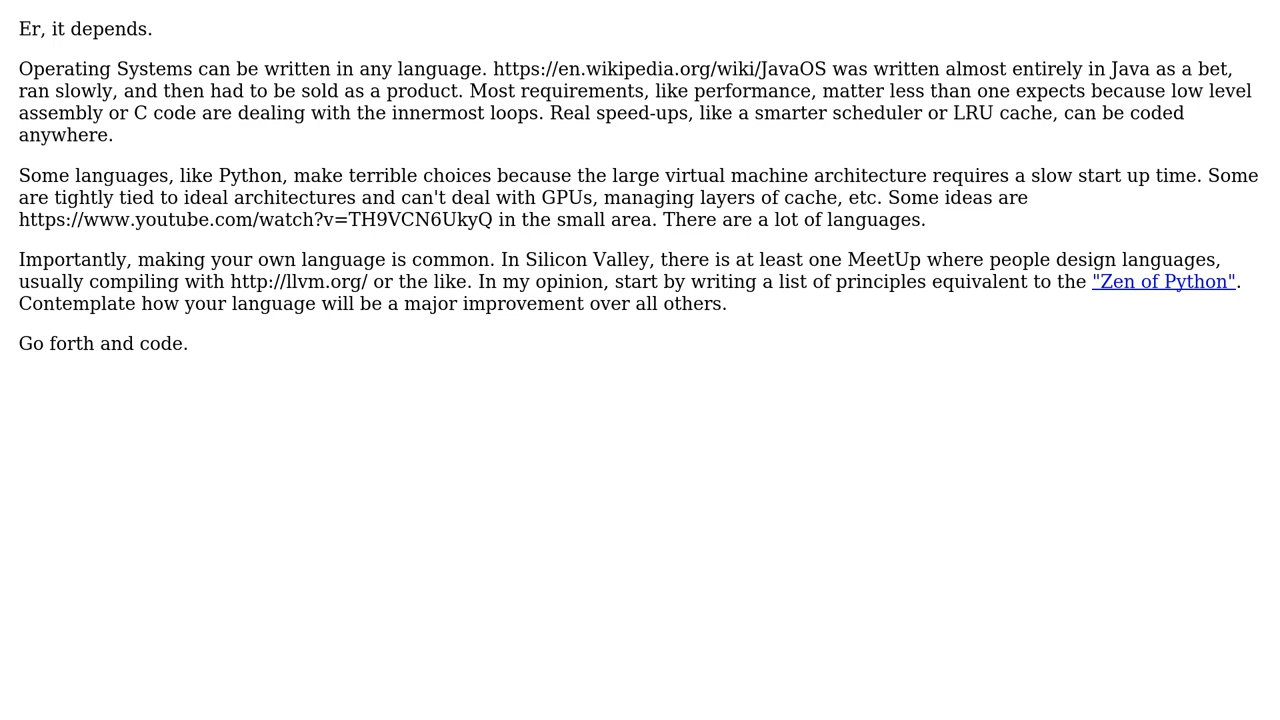 Er, it depends.
Operating Systems can be written in any language. https://en.wikipedia.org/wiki/JavaOS was written almost entirely in Java as a bet,
ran slowly, and then had to be sold as a product. Most requirements, like performance, matter less than one expects because low level
assembly or C code are dealing with the innermost loops. Real speed-ups, like a smarter scheduler or LRU cache, can be coded
anywhere.
Some languages, like Python, make terrible choices because the large virtual machine architecture requires a slow start up time. Some
are tightly tied to ideal architectures and can't deal with GPUs, managing layers of cache, etc. Some ideas are
https://www.youtube.com/watch?v=TH9VCN6UkyQ in the small area. There are a lot of languages.
Importantly, making your own language is common. In Silicon Valley, there is at least one MeetUp where people design languages,
usually compiling with http://llvm.org/ or the like. In my opinion, start by writing a list of principles equivalent to the "Zen of Python".
Contemplate how your language will be a major improvement over all others.
Go forth and code.